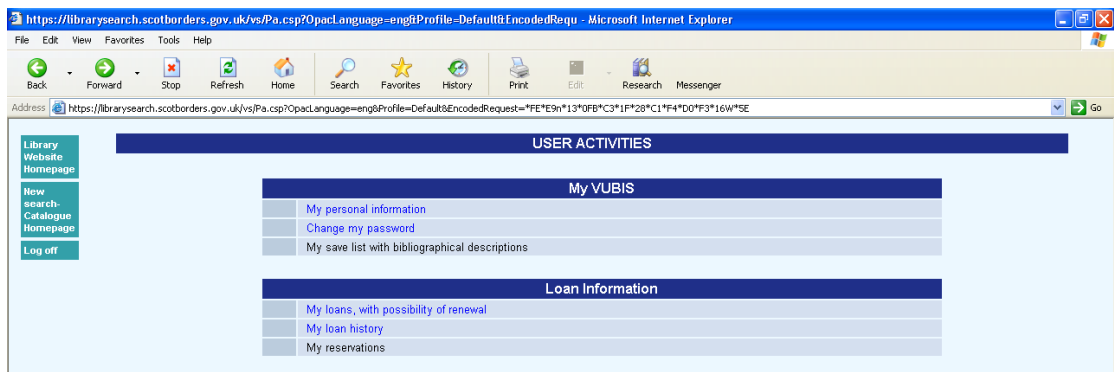 https://librarysearch.scotborders.gov.uk/vs/Pa.csp?OpacLanguage=eng&Profile=Default&EncodedRequ - Microsoft Internet Explorer
File Edit View Favorites Tools Help
Back Forward Stop Refresh Home Search Favorites History Print Edit Research Messenger
Address https://librarysearch.scotborders.gov.uk/vs/Pa.csp?OpacLanguage=eng&Profile=Default&EncodedRequest=*FE*E9n*13*0FB*C3*1F*28*C1*F4*D0*F3*16W*5E Go
Library
Website
Homepage
New
search-
Catalogue
Homepage
Log off
USER ACTIVITIES
My VUBIS
My personal information
Change my password
My save list with bibliographical descriptions
Loan Information
My loans, with possibility of renewal
My loan history
My reservations